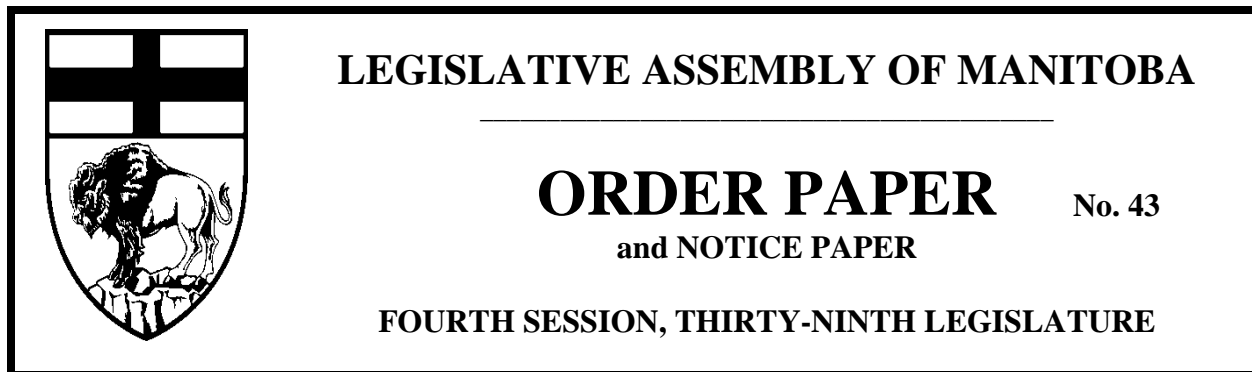 LEGISLATIVE ASSEMBLY OF MANITOBA
ORDER PAPER No. 43
and NOTICE PAPER
FOURTH SESSION, THIRTY-NINTH LEGISLATURE